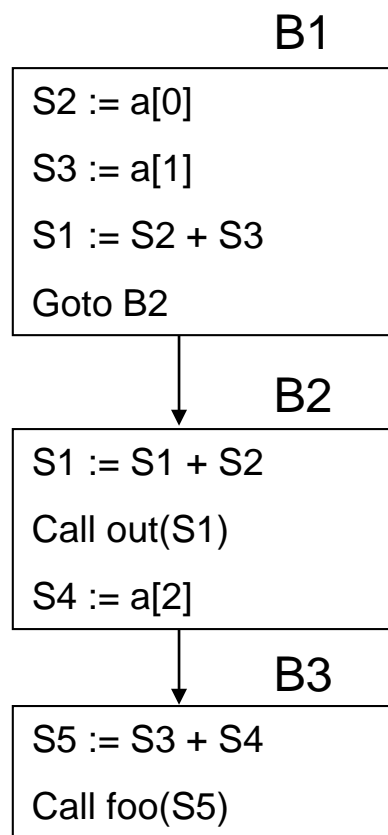 B1
S2 := a[0]
S3 := a[1]
S1 := S2 + S3
Goto B2
B2
S1 := S1 + S2
Call out(S1)
S4 := a[2]
B3
S5 := S3 + S4
Call foo(S5)